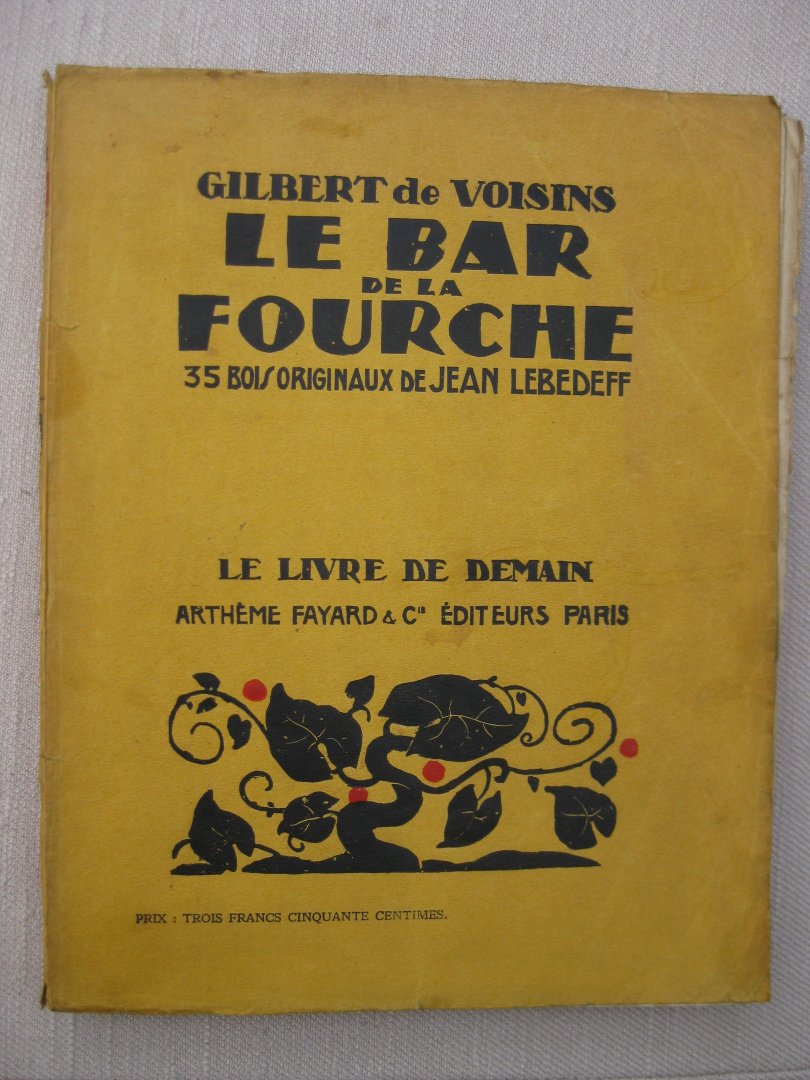 GILBERT de VOISINS
LE BAR
DE LA
FOURCHE
35 BOIS ORIGINAUX DE JEAN LEBEDEFF
LE LIVRE DE DEMAIN
ARTHÈME FAYARD & Cie ÉDITEURS PARIS
PRIX : TROIS FRANCS CINQUANTE CENTIMES.